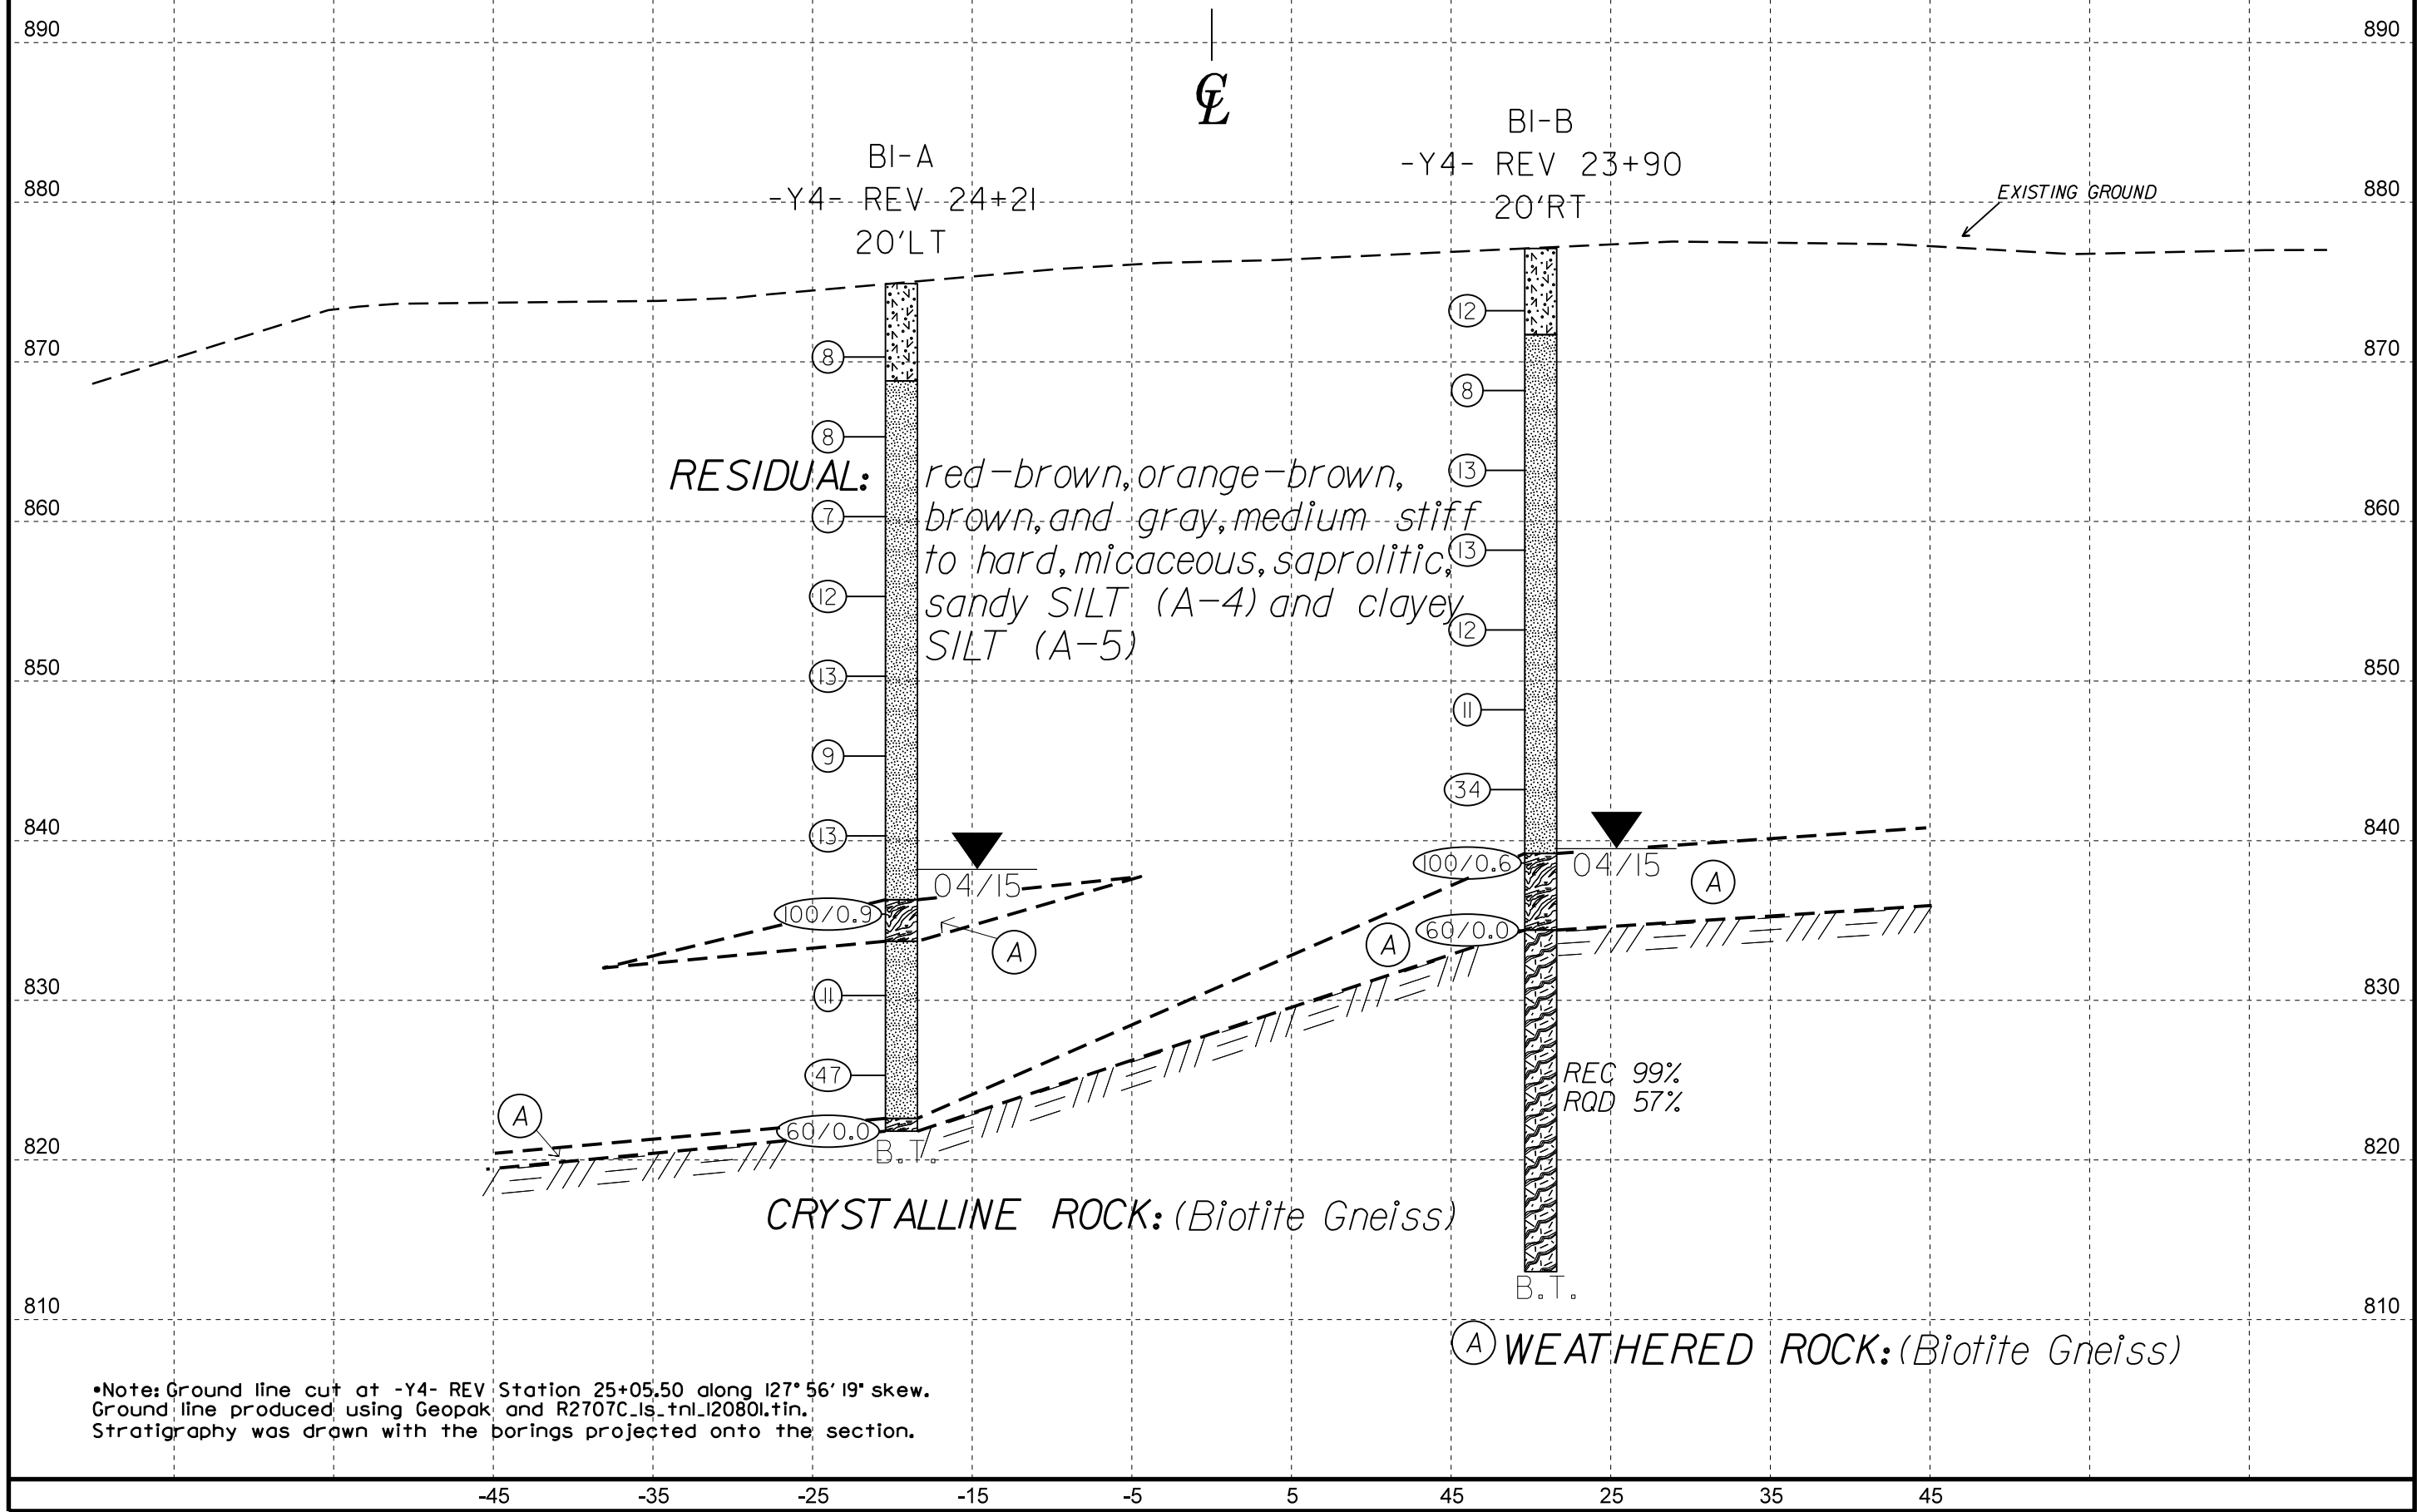 890 890
℄
BI-B
-Y4- REV 23+90
20'RT
BI-A
-Y4- REV 24+21
20'LT
880 880
EXISTING GROUND
870 870
12
8
8
8
RESIDUAL: red-brown, orange-brown,
brown, and gray, medium stiff
to hard, micaceous, saprolitic,
sandy SILT (A-4) and clayey
SILT (A-5)
13
860 860
7
13
12
12
850 850
13
11
9
34
840 840
13
04/15
04/15
100/0.6
A
100/0.9
60/0.0
A
A
830 830
11
47
REC 99%
RQD 57%
A
60/0.0
820 820
B.T.
CRYSTALLINE ROCK: (Biotite Gneiss)
B.T.
810 810
A WEATHERED ROCK: (Biotite Gneiss)
•Note: Ground line cut at -Y4- REV Station 25+05.50 along 127°56'19" skew.
Ground line produced using Geopak and R2707C_ls_tnl_120801.tin.
Stratigraphy was drawn with the borings projected onto the section.
-45 -35 -25 -15 -5 5 45 25 35 45